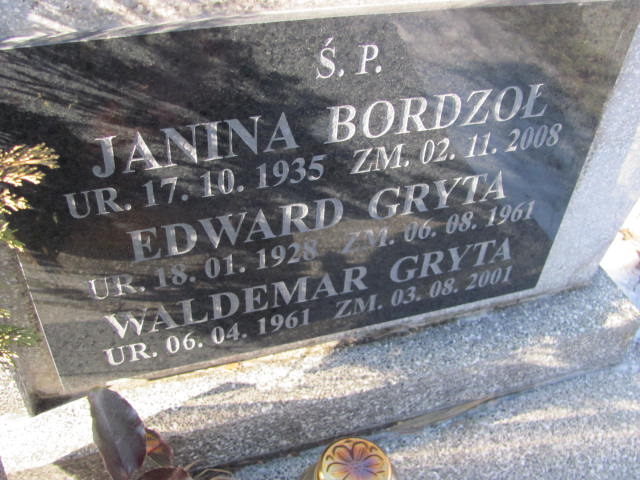 Ś. P.
JANINA BORDZOŁ
UR. 17. 10. 1935 ZM. 02. 11. 2008
EDWARD GRYTA
UR. 18. 01. 1928 ZM. 06. 08. 1961
WALDEMAR GRYTA
UR. 06. 04. 1961 ZM. 03. 08. 2001